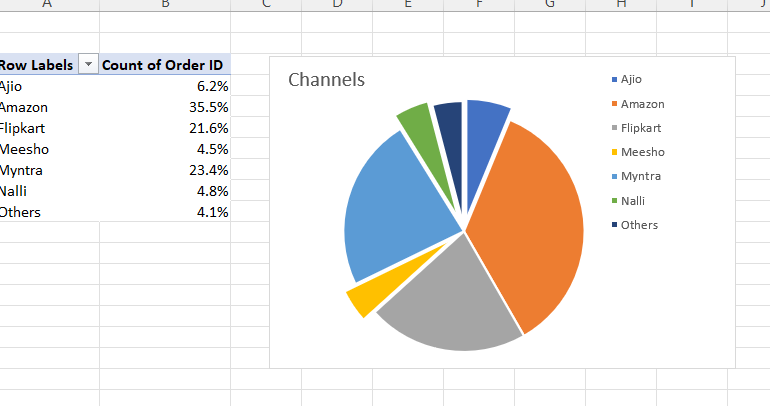 A B C D E F G H I J
Row Labels Count of Order ID
Ajio 6.2%
Amazon 35.5%
Flipkart 21.6%
Meesho 4.5%
Myntra 23.4%
Nalli 4.8%
Others 4.1%
Channels
Ajio
Amazon
Flipkart
Meesho
Myntra
Nalli
Others